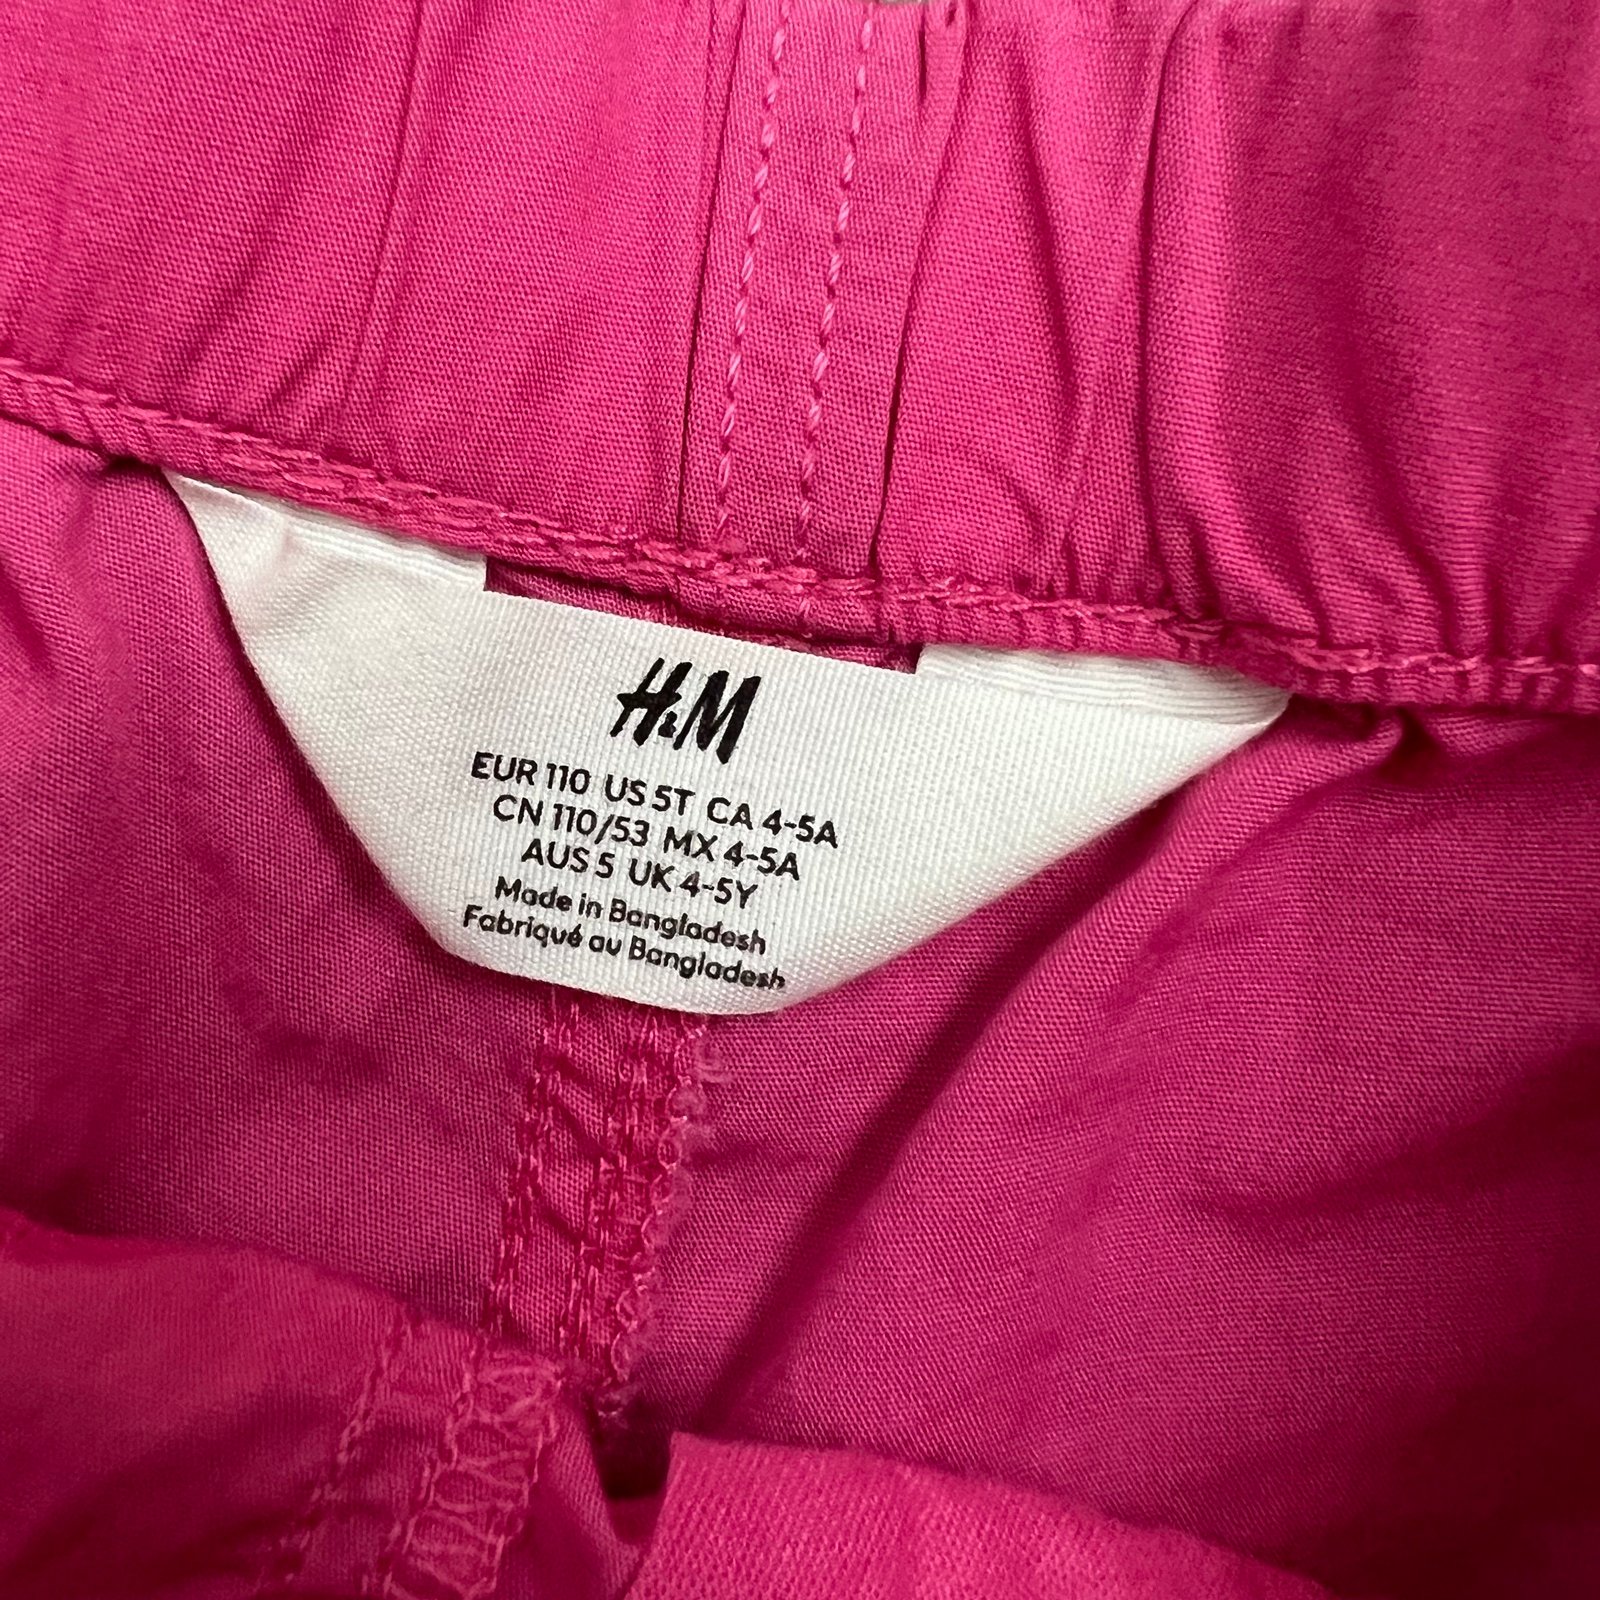 H&M
EUR 110 US 5T CA 4-5A
CN 110/53 MX 4-5A
AUS 5 UK 4-5Y
Made in Bangladesh
Fabriqué au Bangladesh